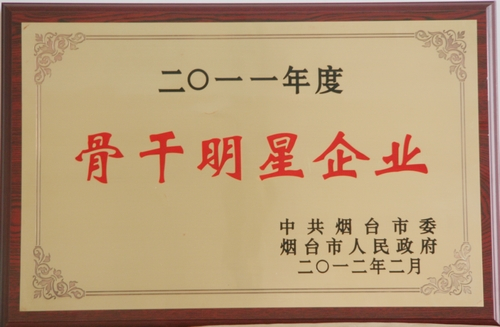 二〇一一年度
骨干明星企业
中共烟台市委
烟台市人民政府
二〇一二年二月